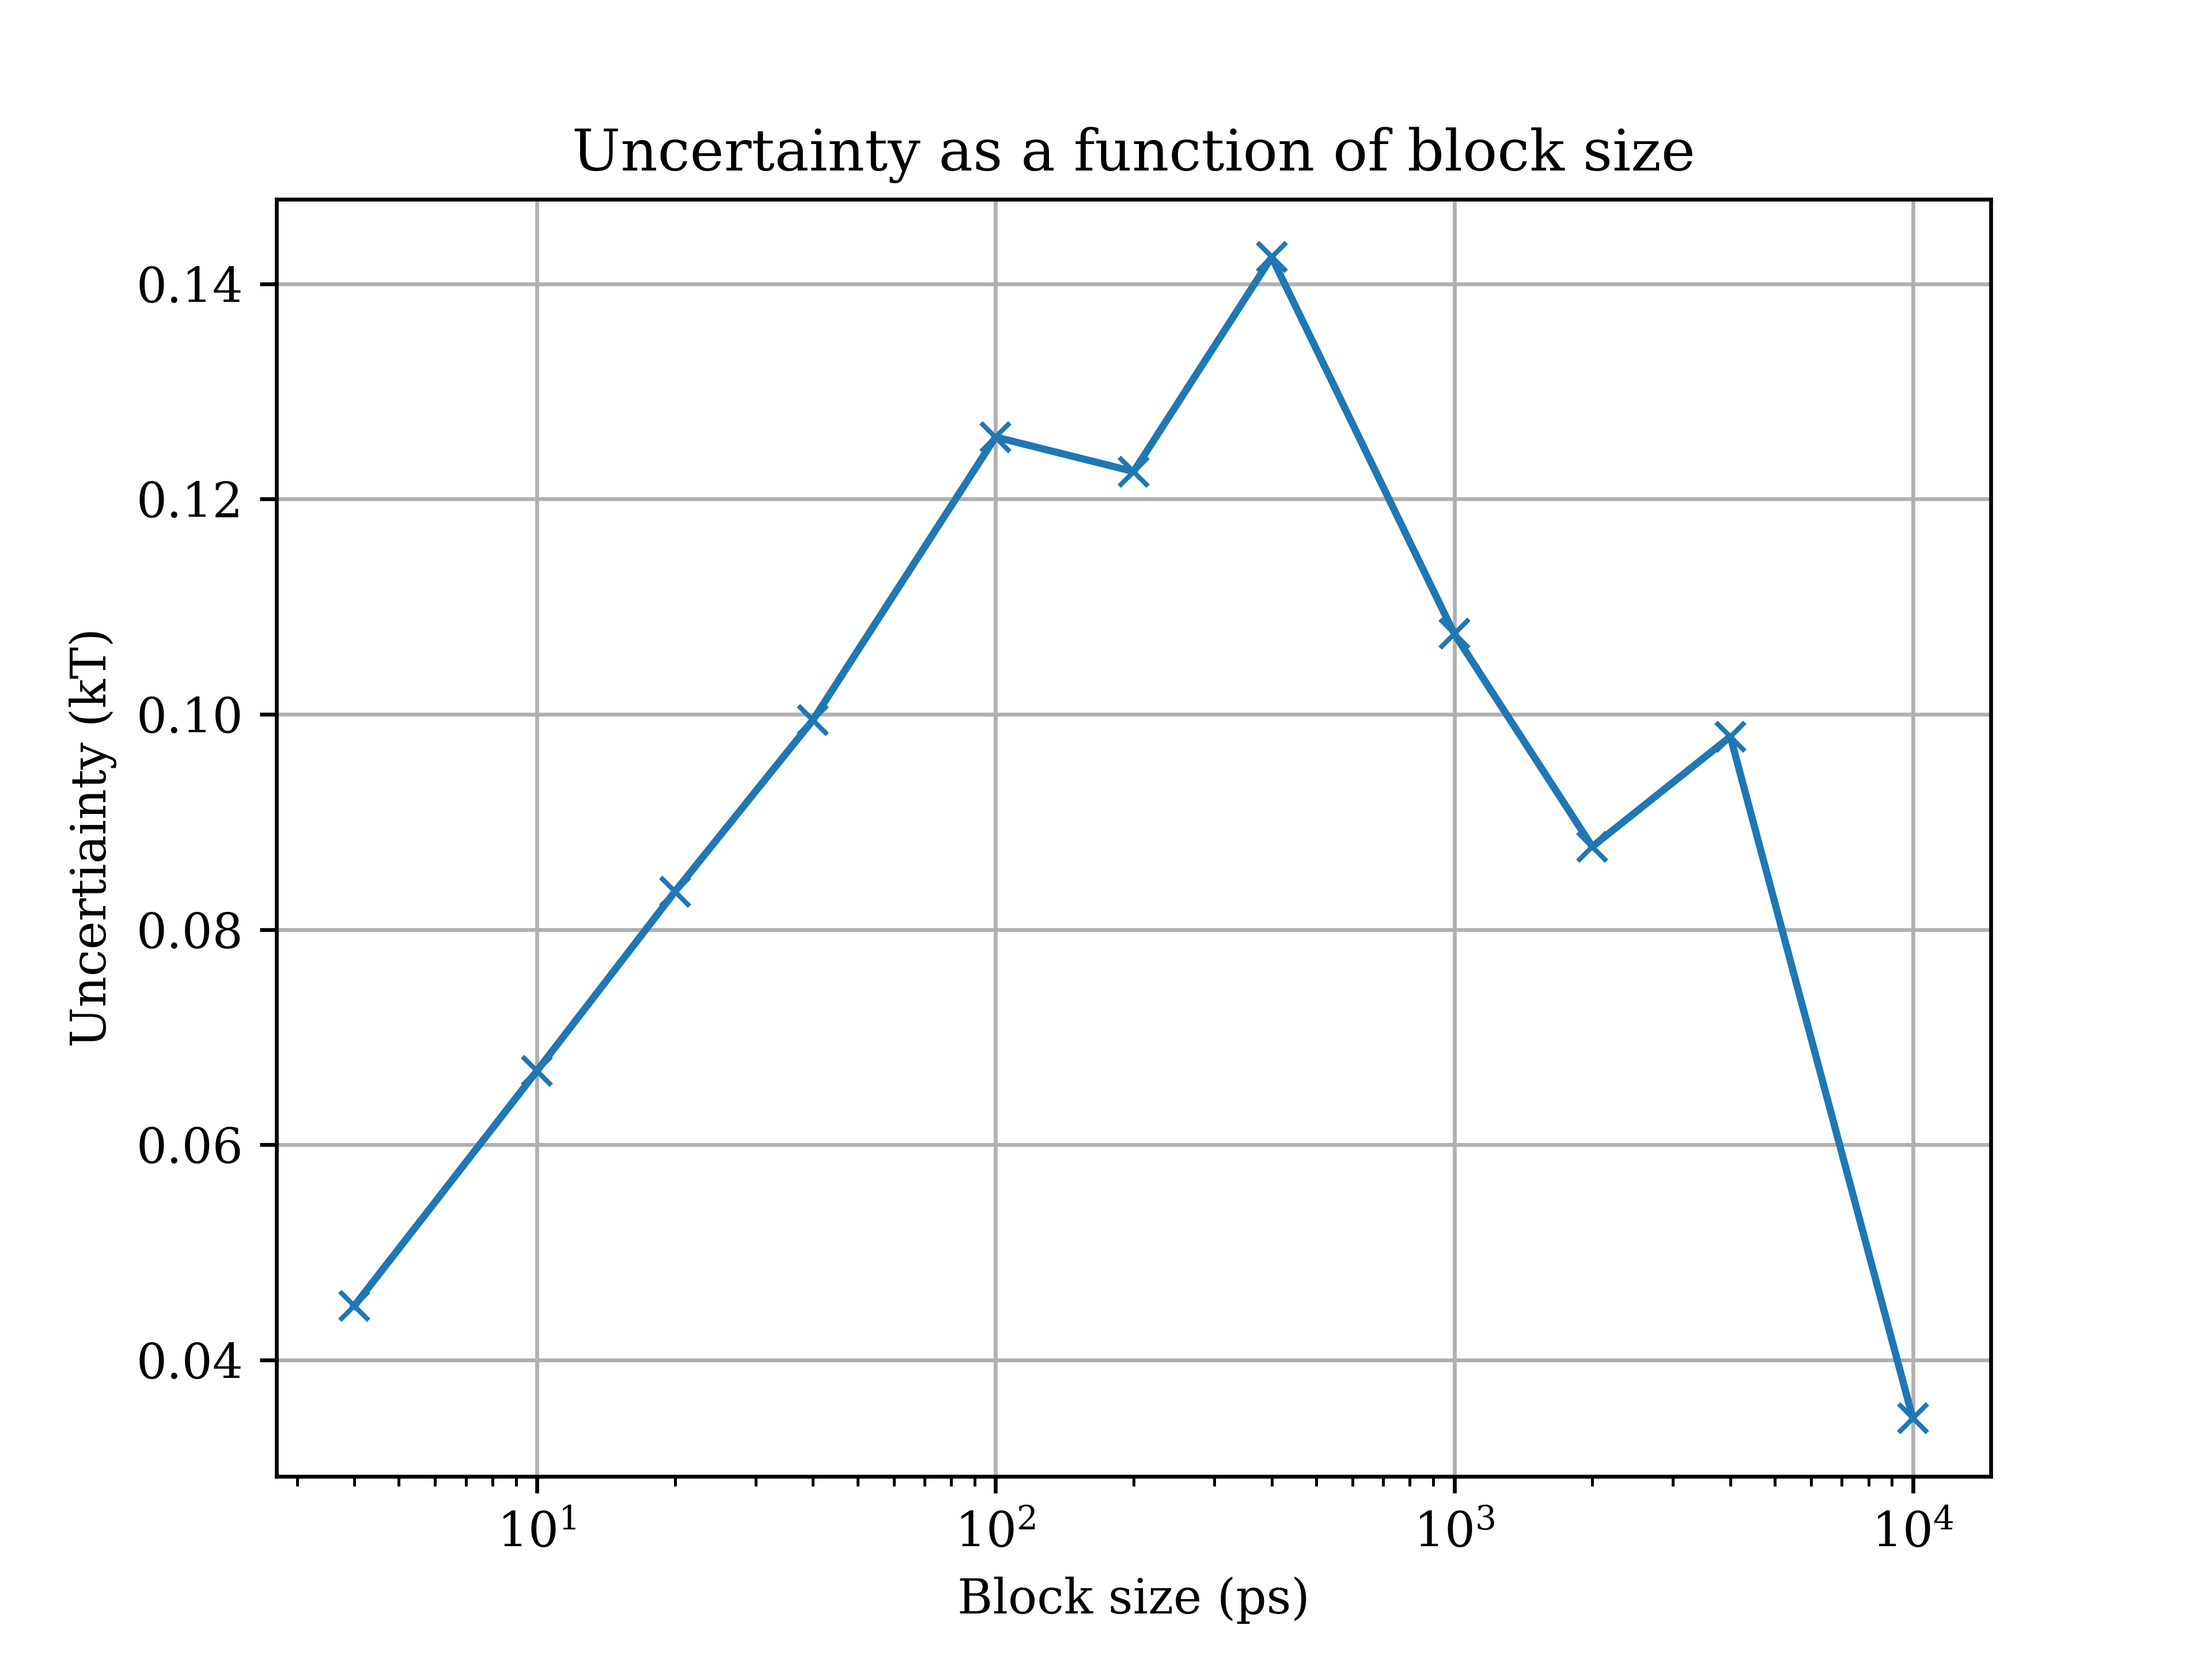 Uncertainty as a function of block size
0.14
0.12
0.10
0.08
0.06
0.04
Uncertiainty (kT)
10¹ 10² 10³ 10⁴
Block size (ps)